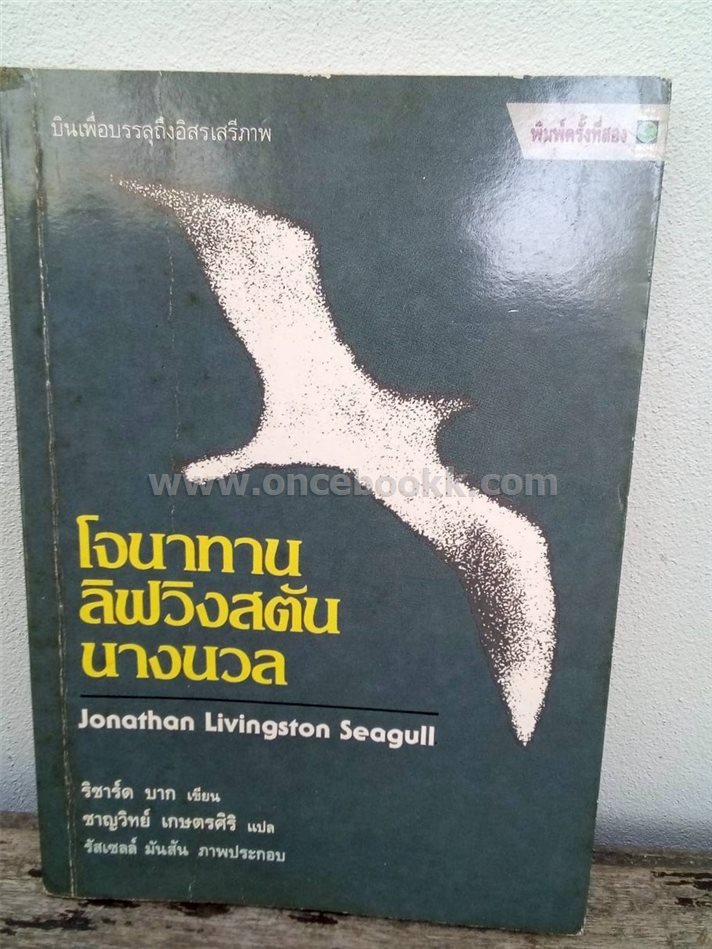 บินเพื่อบรรลุถึงอิสรเสรีภาพ
พิมพ์ครั้งที่สอง
www.oncebookk.com
โจนาทาน
ลิฟวิงสตัน
นางนวล
Jonathan Livingston Seagull
ริชาร์ด บาก เขียน
ชาญวิทย์ เกษตรศิริ แปล
รัสเซลล์ มันสัน ภาพประกอบ